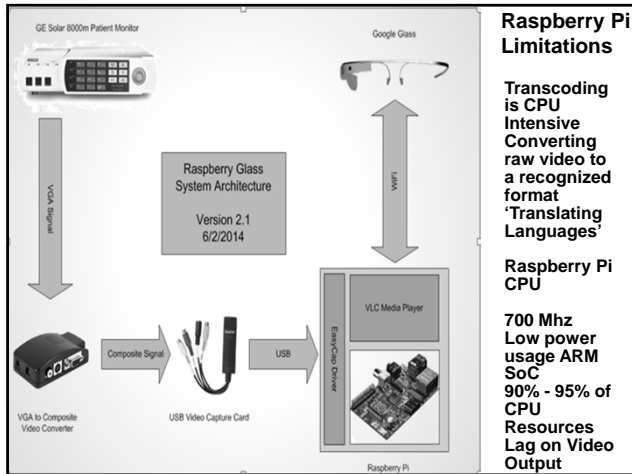 GE Solar 8000m Patient Monitor
Google Glass
VGA Signal
WiFi
Raspberry Glass
System Architecture
Version 2.1
6/2/2014
Composite Signal
USB
EasyCap Driver
VLC Media Player
VGA to Composite
Video Converter
USB Video Capture Card
Raspberry Pi
Raspberry Pi
Limitations
Transcoding
is CPU
Intensive
Converting
raw video to
a recognized
format
‘Translating
Languages’
Raspberry Pi
CPU
700 Mhz
Low power
usage ARM
SoC
90% - 95% of
CPU
Resources
Lag on Video
Output